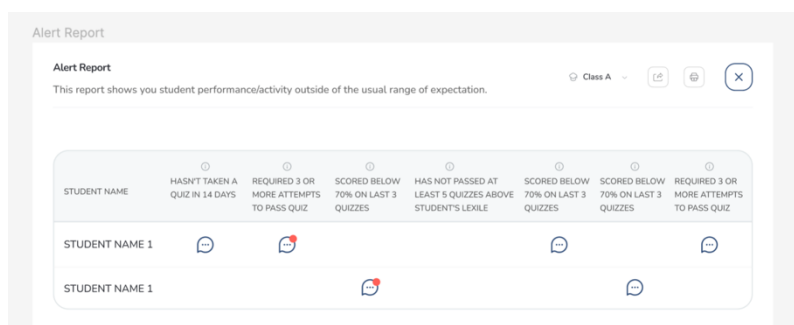 Alert Report
Alert Report
This report shows you student performance/activity outside of the usual range of expectation.
Class A
STUDENT NAME
HASN'T TAKEN A
QUIZ IN 14 DAYS
REQUIRED 3 OR
MORE ATTEMPTS
TO PASS QUIZ
SCORED BELOW
70% ON LAST 3
QUIZZES
HAS NOT PASSED AT
LEAST 5 QUIZZES ABOVE
STUDENT'S LEXILE
SCORED BELOW
70% ON LAST 3
QUIZZES
SCORED BELOW
70% ON LAST 3
QUIZZES
REQUIRED 3 OR
MORE ATTEMPTS
TO PASS QUIZ
STUDENT NAME 1
STUDENT NAME 1